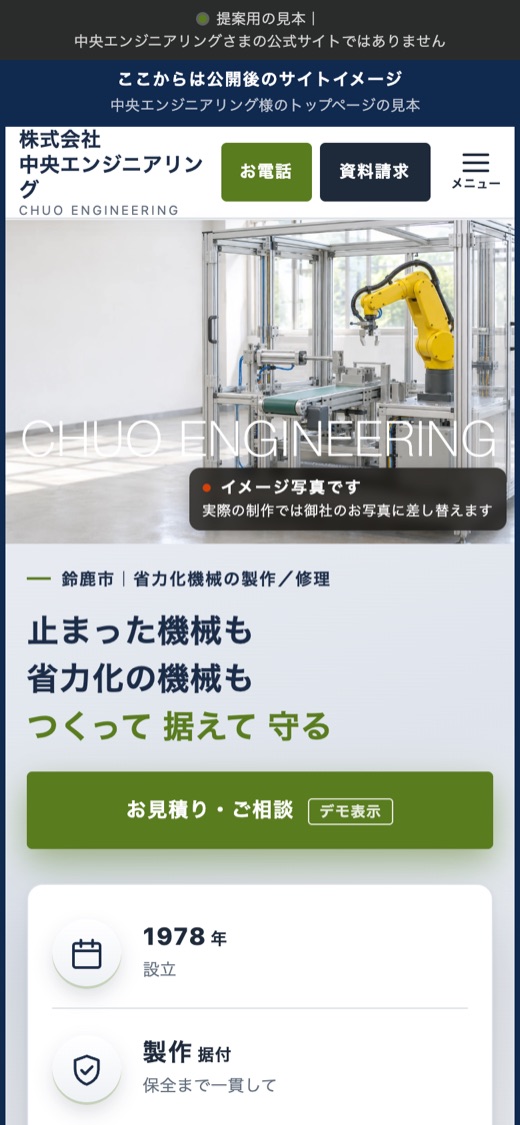 提案用の見本 |
中央エンジニアリングさまの公式サイトではありません
ここからは公開後のサイトイメージ
中央エンジニアリング様のトップページの見本
株式会社
中央エンジニアリン
グ
CHUO ENGINEERING
お電話
資料請求
メニュー
CHUO ENGINEERING
イメージ写真です
実際の制作では御社のお写真に差し替えます
鈴鹿市｜省力化機械の製作／修理
止まった機械も
省力化の機械も
つくって 据えて 守る
お見積り・ご相談 デモ表示
1978 年
設立
製作 据付
保全まで一貫して